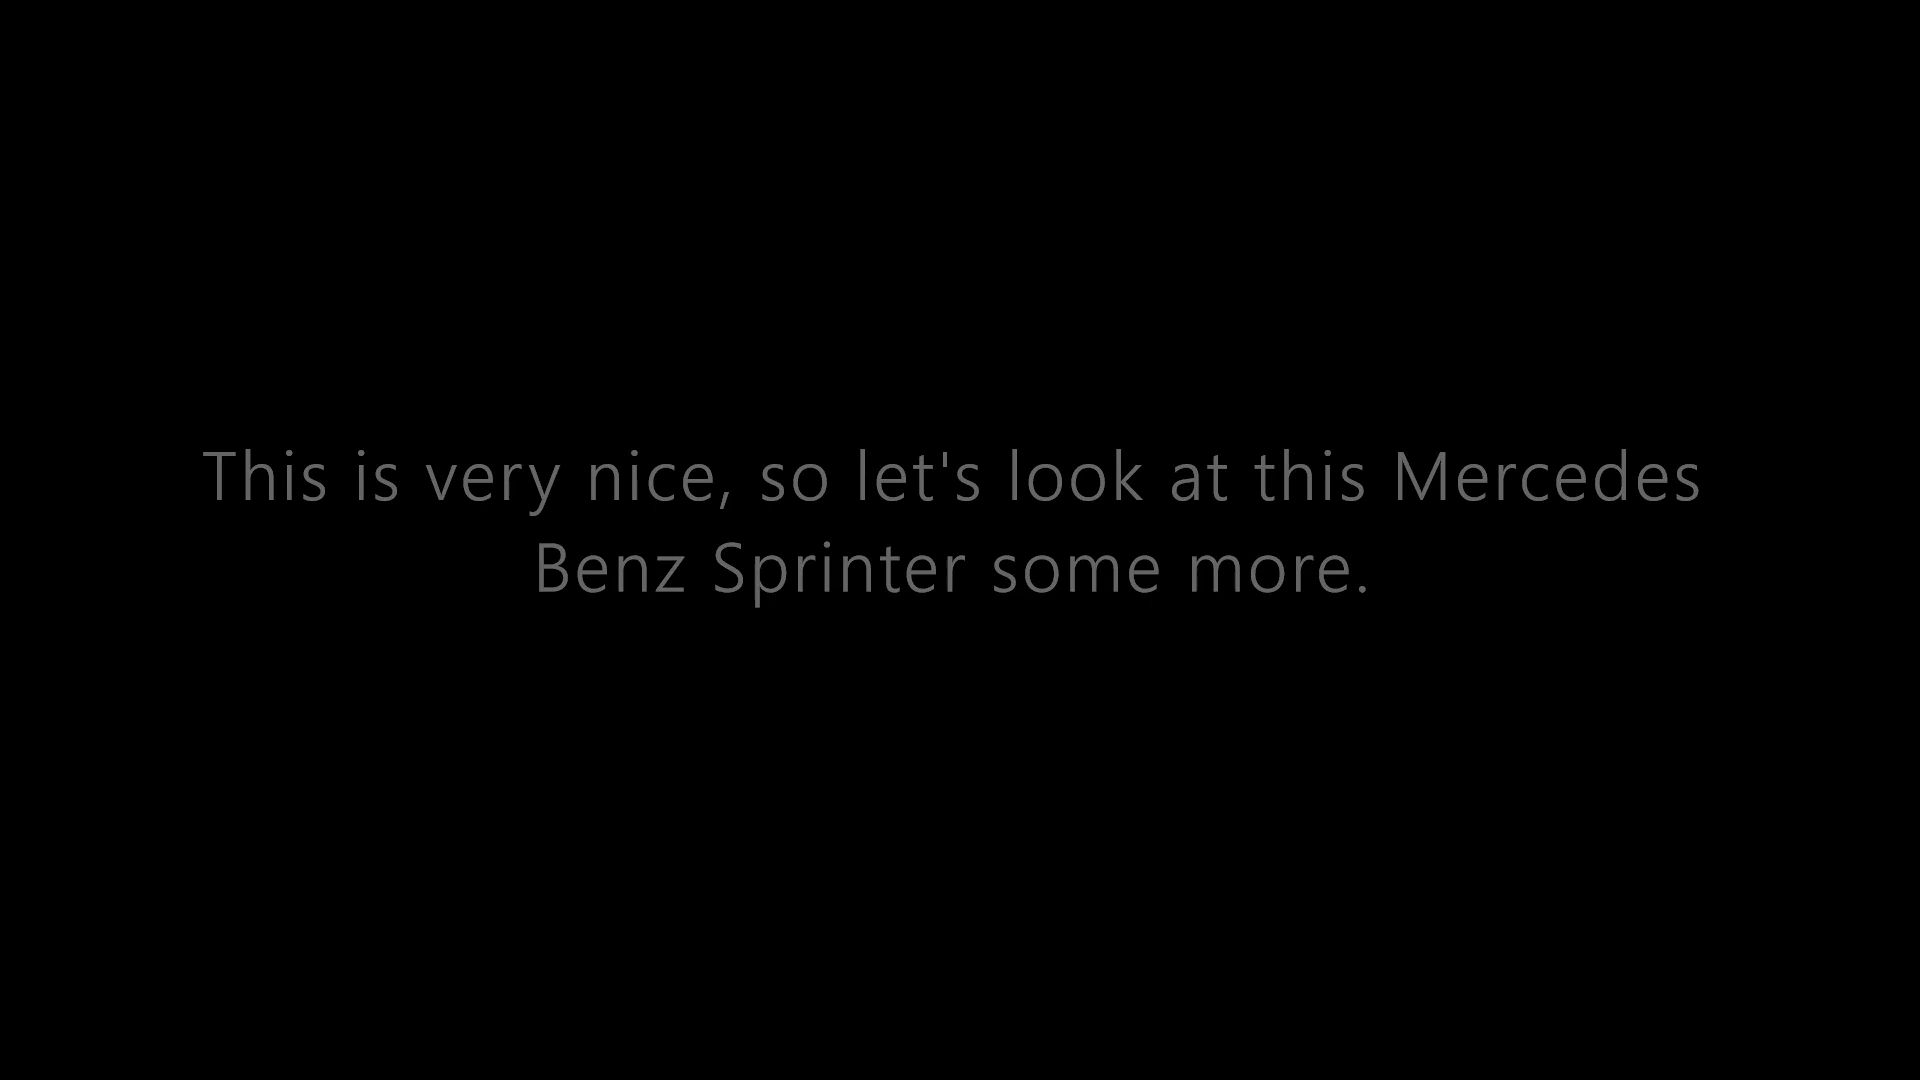 This is very nice, so let's look at this Mercedes
Benz Sprinter some more.